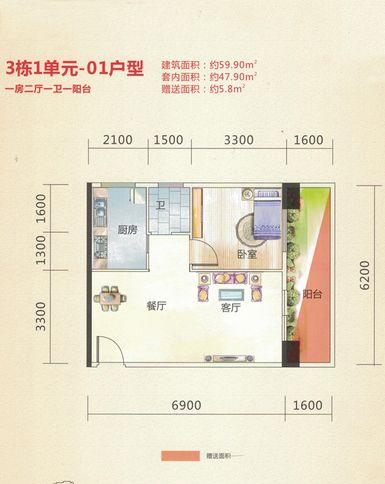 3栋1单元-01户型
一房二厅一卫一阳台
建筑面积：约59.90m²
套内面积：约47.90m²
赠送面积：约5.8m²
2100 1500 3300 1600
1600
1300
3300
6200
厨房
卫
卧室
阳台
餐厅
客厅
6900 1600
赠送面积